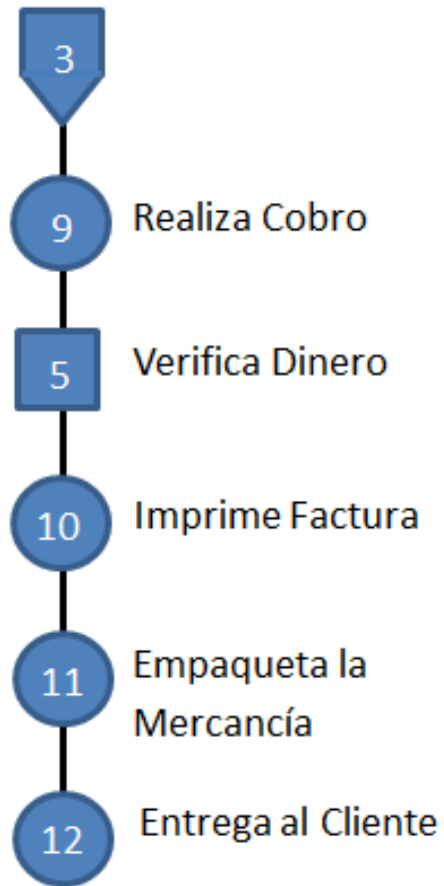 3
9 Realiza Cobro
5 Verifica Dinero
10 Imprime Factura
11 Empaqueta la
Mercancía
12 Entrega al Cliente